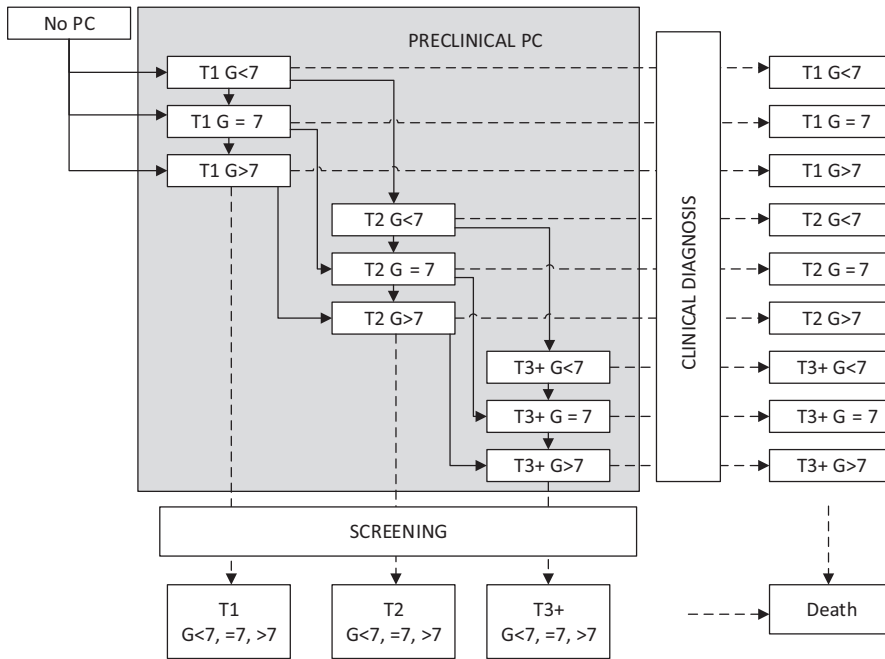 No PC
PRECLINICAL PC
T1 G<7
T1 G = 7
T1 G>7
T2 G<7
T2 G = 7
T2 G>7
T3+ G<7
T3+ G = 7
T3+ G>7
CLINICAL DIAGNOSIS
T1 G<7
T1 G = 7
T1 G>7
T2 G<7
T2 G = 7
T2 G>7
T3+ G<7
T3+ G = 7
T3+ G>7
SCREENING
T1
G<7, =7, >7
T2
G<7, =7, >7
T3+
G<7, =7, >7
Death